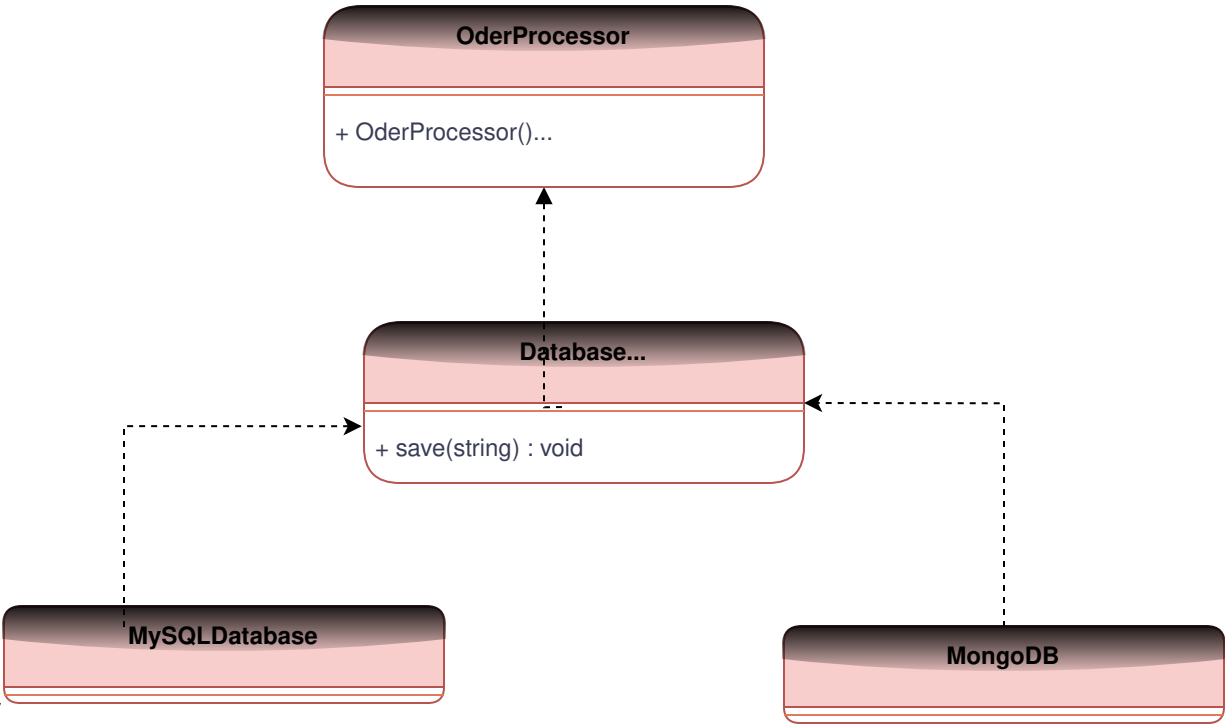 OderProcessor
+ OderProcessor()...
Database...
+ save(string) : void
MySQLDatabase
MongoDB